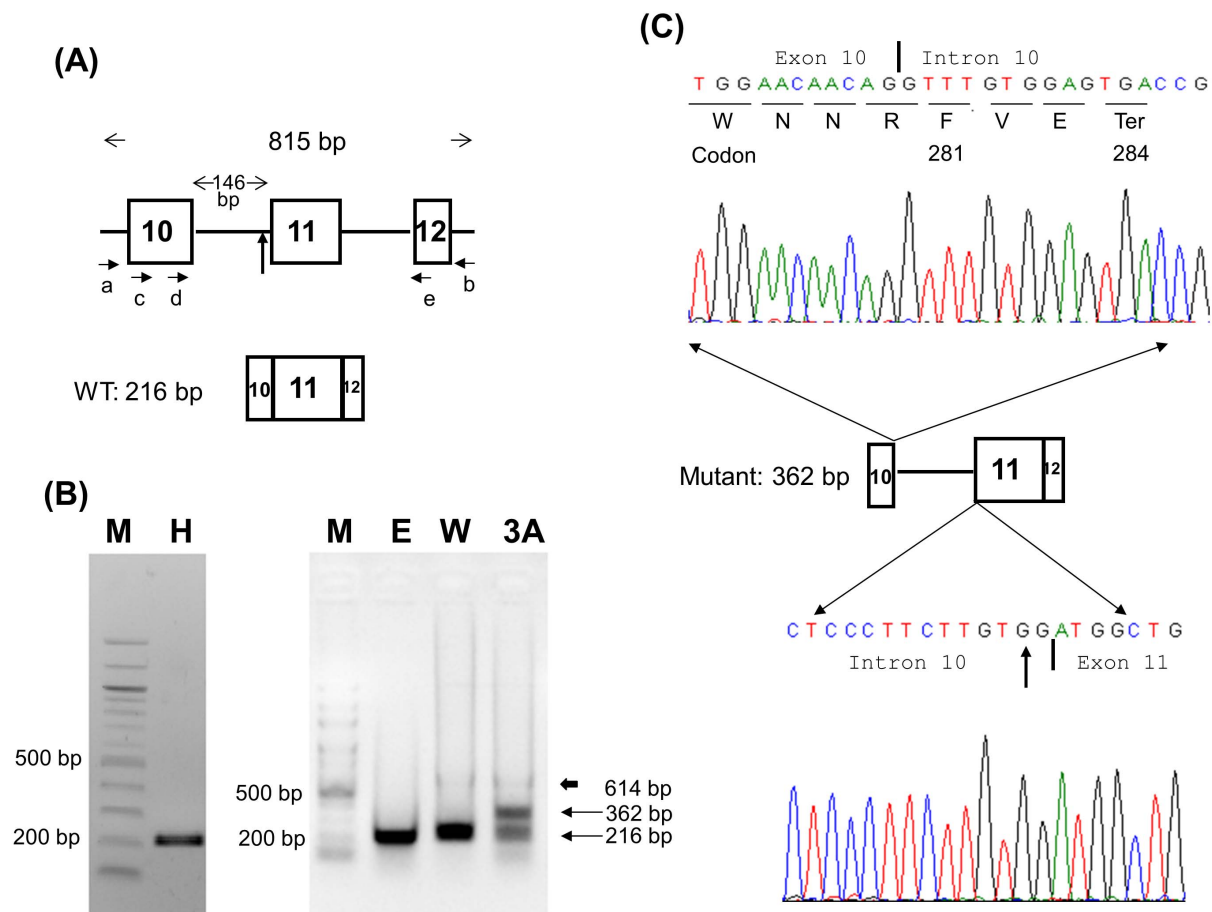 (A)
815 bp
146
bp
10
11
12
a
c
d
e
b
WT: 216 bp
10
11
12
(B)
M H
M E W 3A
500 bp
200 bp
500 bp
200 bp
614 bp
362 bp
216 bp
(C)
Exon 10 Intron 10
T G G A A C A A C A G G T T T G T G G A G T G A C C G
W N N R F V E Ter
Codon 281 284
Mutant: 362 bp
10
11
12
C T C C C T T C T T G T G G A T G G C T G
Intron 10 Exon 11